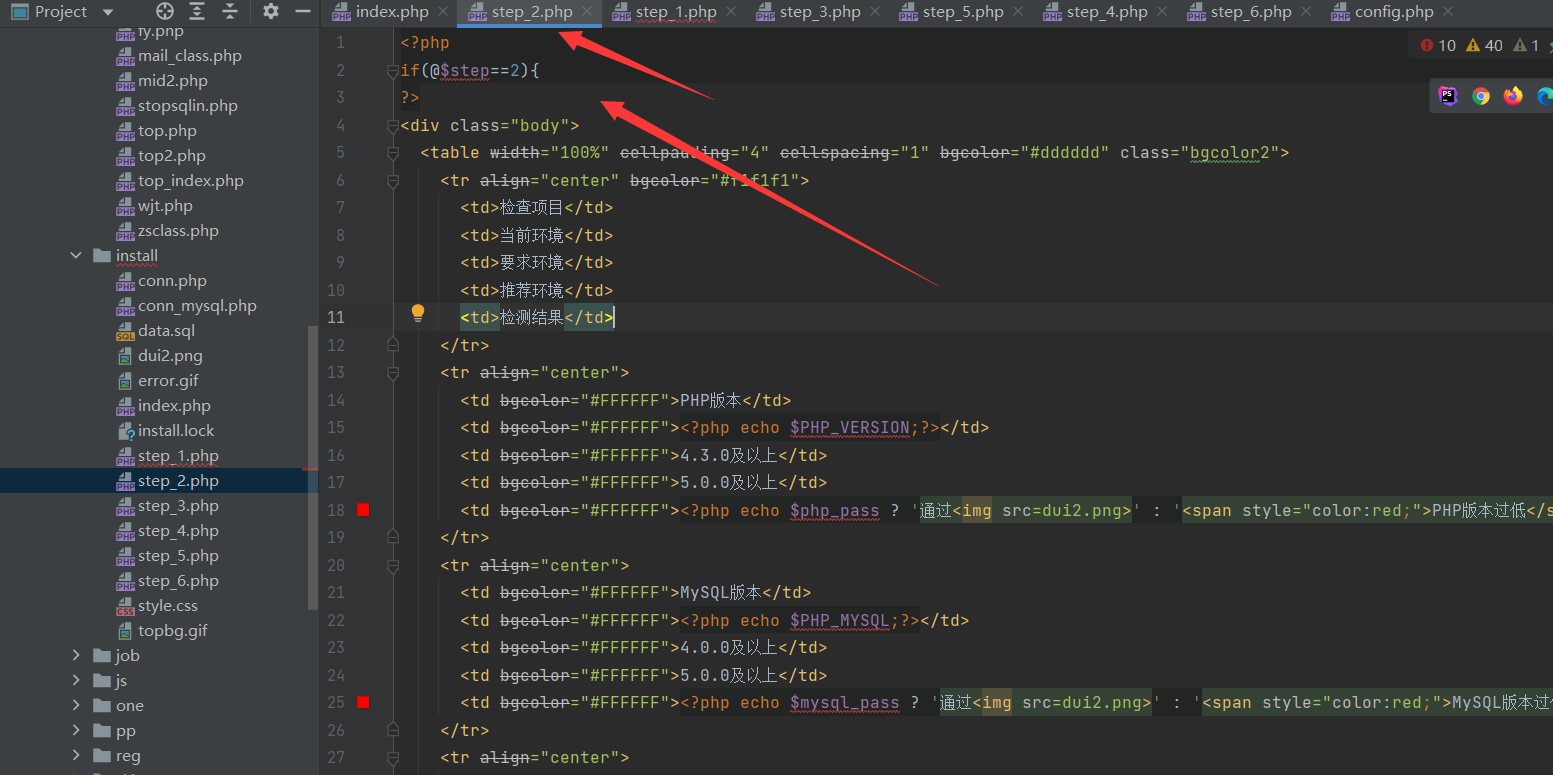 Project
index.php
step_2.php
step_1.php
step_3.php
step_5.php
step_4.php
step_6.php
config.php
fy.php
mail_class.php
mid2.php
stopsqlin.php
top.php
top2.php
top_index.php
wjt.php
zsclass.php
install
conn.php
conn_mysql.php
data.sql
dui2.png
error.gif
index.php
install.lock
step_1.php
step_2.php
step_3.php
step_4.php
step_5.php
step_6.php
style.css
topbg.gif
job
js
one
pp
reg
10 40 1
1 <?php
2 if(@$step==2){
3 ?>
4 <div class="body">
5 <table width="100%" cellpadding="4" cellspacing="1" bgcolor="#dddddd" class="bgcolor2">
6 <tr align="center" bgcolor="#f1f1f1">
7 <td>检查项目</td>
8 <td>当前环境</td>
9 <td>要求环境</td>
10 <td>推荐环境</td>
11 <td>检测结果</td>
12 </tr>
13 <tr align="center">
14 <td bgcolor="#FFFFFF">PHP版本</td>
15 <td bgcolor="#FFFFFF"><?php echo $PHP_VERSION;?></td>
16 <td bgcolor="#FFFFFF">4.3.0及以上</td>
17 <td bgcolor="#FFFFFF">5.0.0及以上</td>
18 <td bgcolor="#FFFFFF"><?php echo $php_pass ? '通过<img src=dui2.png>' : '<span style="color:red;">PHP版本过低</s
19 </tr>
20 <tr align="center">
21 <td bgcolor="#FFFFFF">MySQL版本</td>
22 <td bgcolor="#FFFFFF"><?php echo $PHP_MYSQL;?></td>
23 <td bgcolor="#FFFFFF">4.0.0及以上</td>
24 <td bgcolor="#FFFFFF">5.0.0及以上</td>
25 <td bgcolor="#FFFFFF"><?php echo $mysql_pass ? '通过<img src=dui2.png>' : '<span style="color:red;">MySQL版本过
26 </tr>
27 <tr align="center">